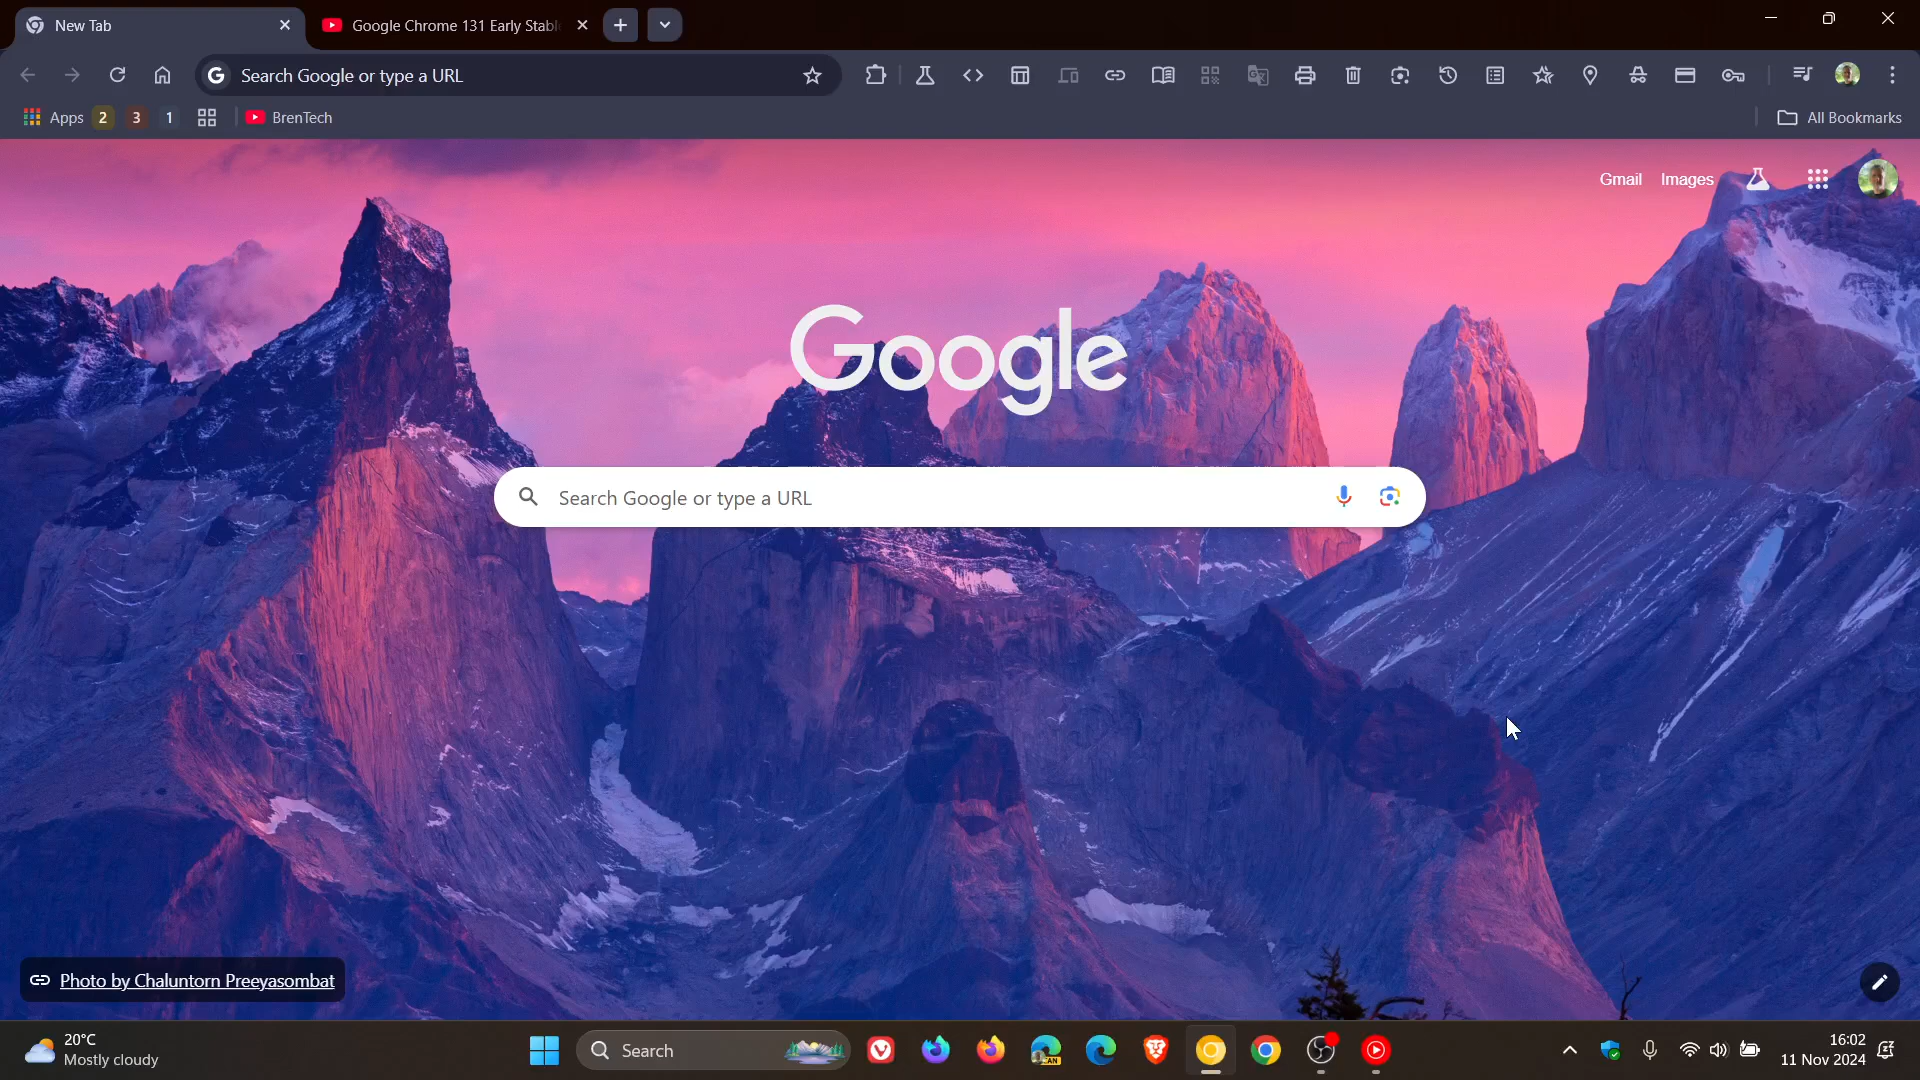 New Tab
Google Chrome 131 Early Stabl
Search Google or type a URL
Apps 2 3 1 BrenTech
All Bookmarks
Gmail Images
Google
Search Google or type a URL
Photo by Chaluntorn Preeyasombat
20°C
Mostly cloudy
Search
CAN
16:02
11 Nov 2024